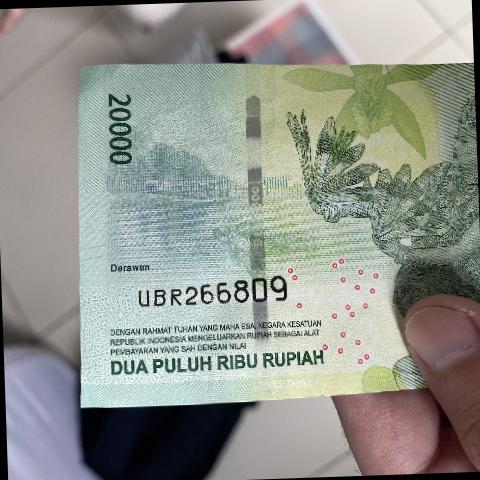 20000
Derawan
UBR266809
DENGAN RAHMAT TUHAN YANG MAHA ESA, NEGARA KESATUAN
REPUBLIK INDONESIA MENGELUARKAN RUPIAH SEBAGAI ALAT
PEMBAYARAN YANG SAH DENGAN NILAI
DUA PULUH RIBU RUPIAH